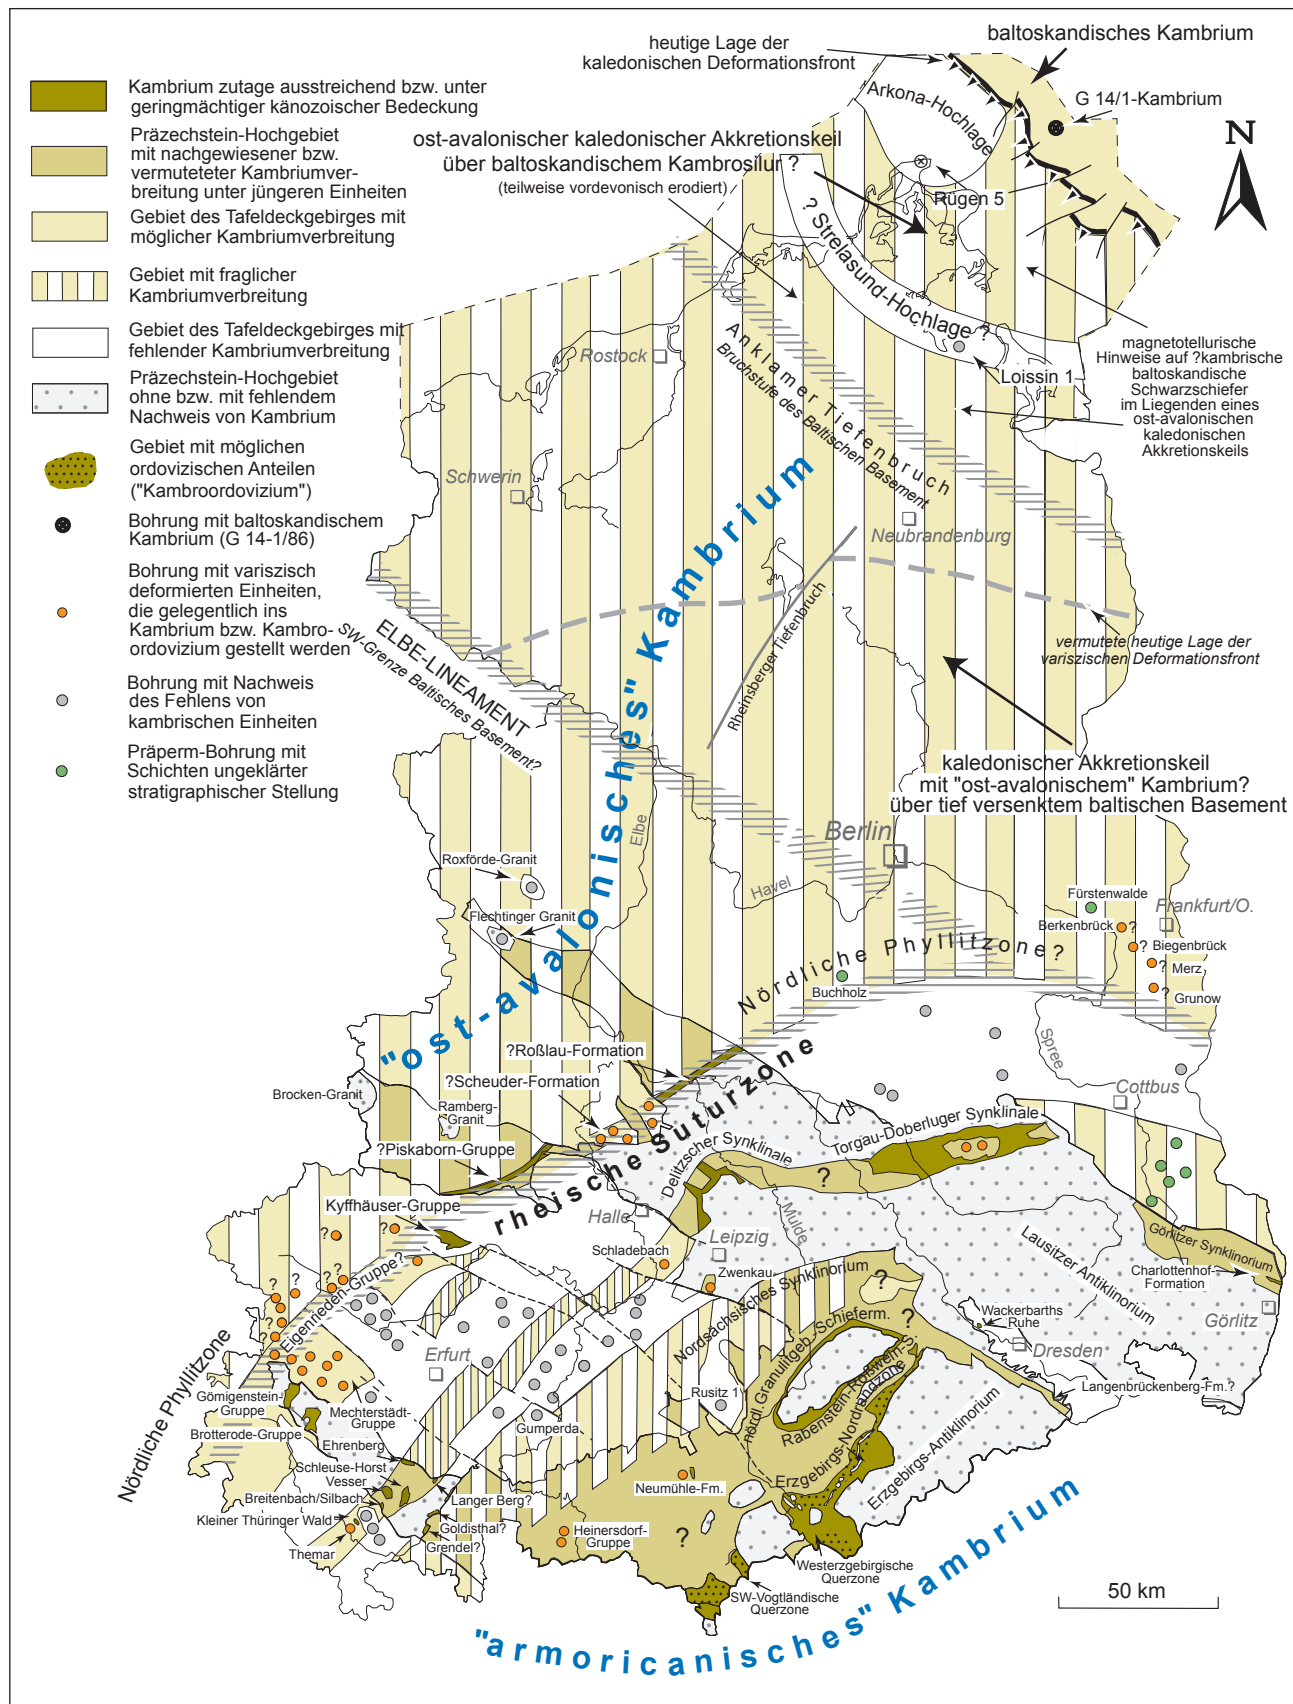 Kambrium zutage ausstreichend bzw. unter
geringmächtiger känozoischer Bedeckung
Präzechstein-Hochgebiet
mit nachgewiesener bzw.
vermuteteter Kambriumver-
breitung unter jüngeren Einheiten
Gebiet des Tafeldeckgebirges mit
möglicher Kambriumverbreitung
Gebiet mit fraglicher
Kambriumverbreitung
Gebiet des Tafeldeckgebirges mit
fehlender Kambriumverbreitung
Präzechstein-Hochgebiet
ohne bzw. mit fehlendem
Nachweis von Kambrium
Gebiet mit möglichen
ordovizischen Anteilen
("Kambroordovizium")
Bohrung mit baltoskandischem
Kambrium (G 14-1/86)
Bohrung mit variszisch
deformierten Einheiten,
die gelegentlich ins
Kambrium bzw. Kambro-
ordovizium gestellt werden
Bohrung mit Nachweis
des Fehlens von
kambrischen Einheiten
Präperm-Bohrung mit
Schichten ungeklärter
stratigraphischer Stellung
heutige Lage der
kaledonischen Deformationsfront
baltoskandisches Kambrium
G 14/1-Kambrium
N
Arkona-Hochlage
ost-avalonischer kaledonischer Akkretionskeil
über baltoskandischem Kambrosilur ?
(teilweise vordevonisch erodiert)
Rügen 5
? Strelasund-Hochlage ?
Loissin 1
magnetotellurische
Hinweise auf ?kambrische
baltoskandische
Schwarzschiefer
im Liegenden eines
ost-avalonischen
kaledonischen
Akkretionskeils
Rostock
Anklamer Tiefenbruch
Bruchstufe des Baltischen Basement
Schwerin
Neubrandenburg
Rheinsberger Tiefenbruch
vermutete heutige Lage der
variszischen Deformationsfront
ELBE-LINEAMENT
SW-Grenze Baltisches Basement?
"ost-avalonisches" Kambrium
kaledonischer Akkretionskeil
mit "ost-avalonischem" Kambrium?
über tief versenktem baltischen Basement
Elbe
Berlin
Havel
Roxförde-Granit
Flechtinger Granit
Fürstenwalde
Frankfurt/O.
Berkenbrück
?
? Biegenbrück
? Merz
? Grunow
Nördliche Phyllitzone?
Buchholz
Spree
Cottbus
?Roßlau-Formation
?Scheuder-Formation
Brocken-Granit
Ramberg-
Granit
?Piskaborn-Gruppe
rheische Suturzone
Delitzscher Synklinale
Torgau-Doberluger Synklinale
?
Kyffhäuser-Gruppe
Halle
Leipzig
Mulde
Schladebach
Zwenkau
Lausitzer Antiklinorium
Görlitzer Synklinorium
Charlottenhof-
Formation
Görlitz
Wackerbarths
Ruhe
Dresden
Langenbrückenberg-Fm.?
?
?
?
?
?
?
?
?
?
Eigenrieden-Gruppe?
Nordsächsisches Synklinorium
?
?
nördl. Granulitgeb.-Schieferm.
Rabenstein-Roßwein-S.
Erzgebirgs-Nordrandzone
Erzgebirgs-Antiklinorium
Erfurt
Rusitz 1
Gumperda
Nördliche Phyllitzone
Gömigenstein-
Gruppe
Mechterstädt-
Gruppe
Brotterode-Gruppe
Ehrenberg
Schleuse-Horst
Vesser
Breitenbach/Silbach
Langer Berg?
Kleiner Thüringer Wald
Goldisthal?
Themar
Grendel?
Neumühle-Fm.
Heinersdorf-
Gruppe
?
Westerzgebirgische
Querzone
SW-Vogtländische
Querzone
"armoricanisches" Kambrium
50 km